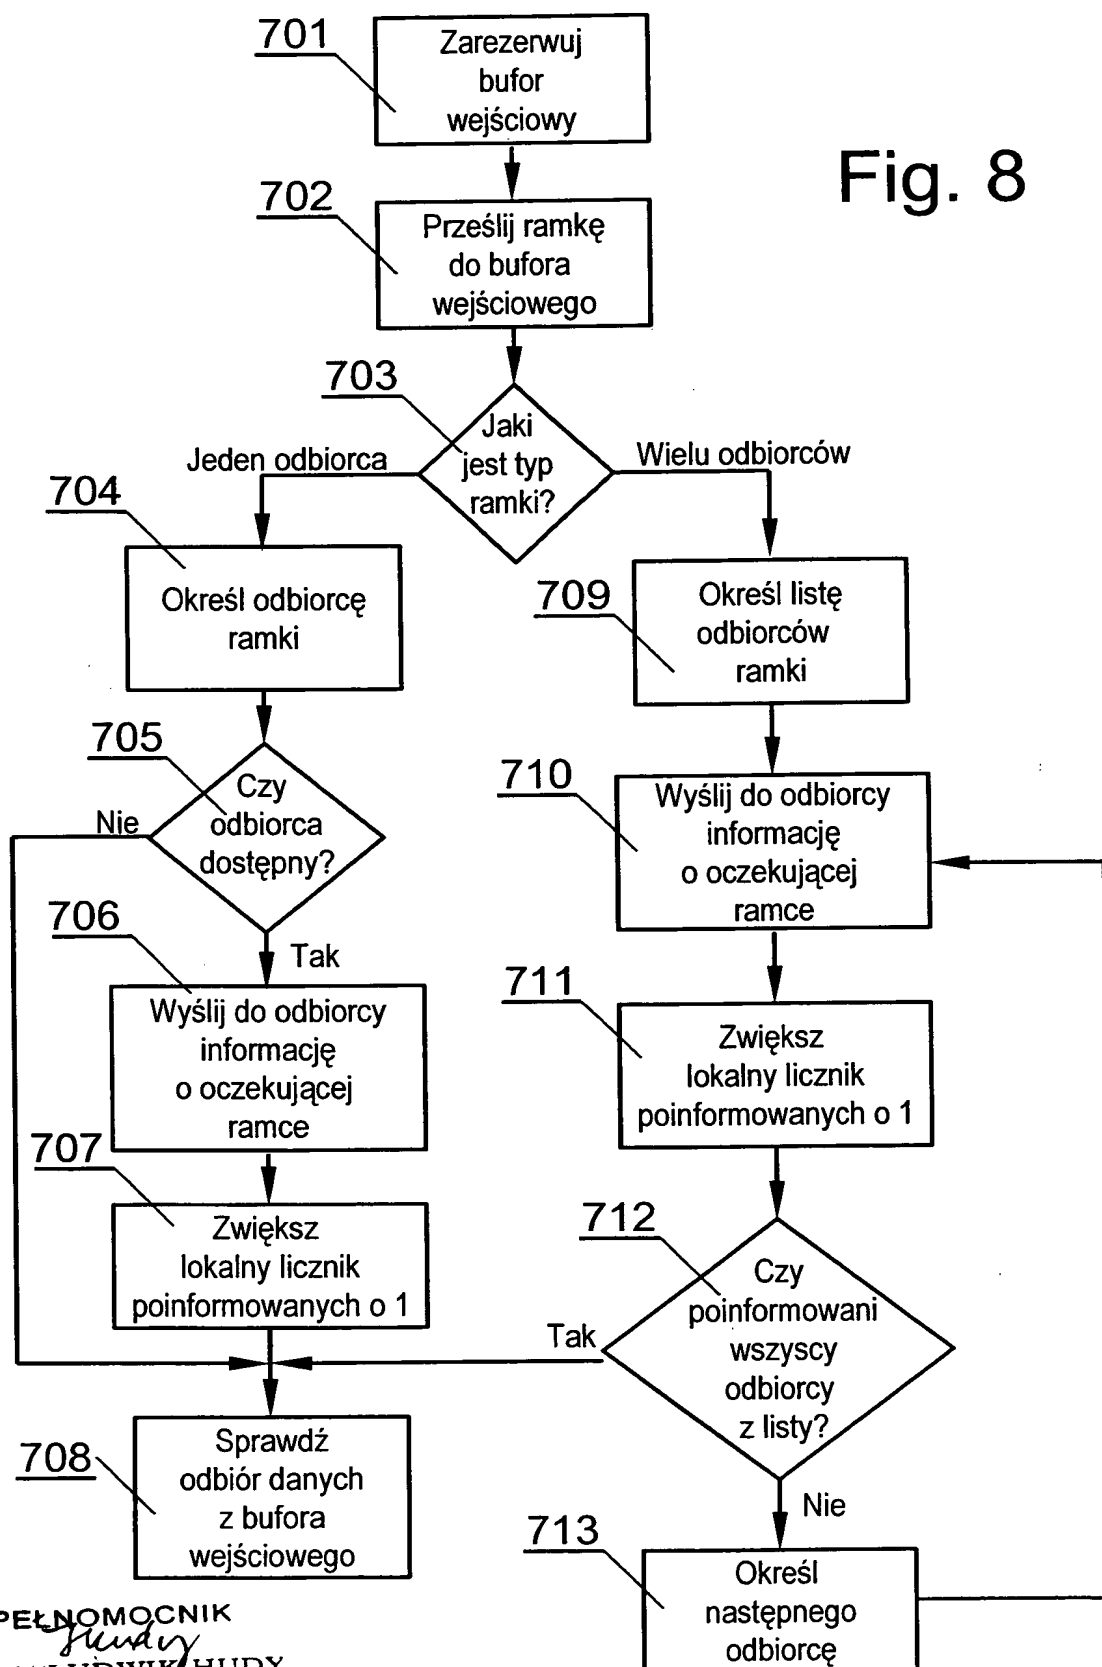 701
Zarezerwuj
bufor
wejściowy
Fig. 8
702
Prześlij ramkę
do bufora
wejściowego
703
Jaki
jest typ
ramki?
Jeden odbiorca
Wielu odbiorców
704
Określ odbiorcę
ramki
709
Określ listę
odbiorców
ramki
705
Czy
odbiorca
dostępny?
Nie
710
Wyślij do odbiorcy
informację
o oczekującej
ramce
706
Tak
Wyślij do odbiorcy
informację
o oczekującej
ramce
711
Zwiększ
lokalny licznik
poinformowanych o 1
707
Zwiększ
lokalny licznik
poinformowanych o 1
712
Czy
poinformowani
wszyscy
odbiorcy
z listy?
Tak
708
Sprawdź
odbiór danych
z bufora
wejściowego
Nie
713
Określ
następnego
odbiorcę
PEŁNOMOCNIK
LUDWIK HUDY